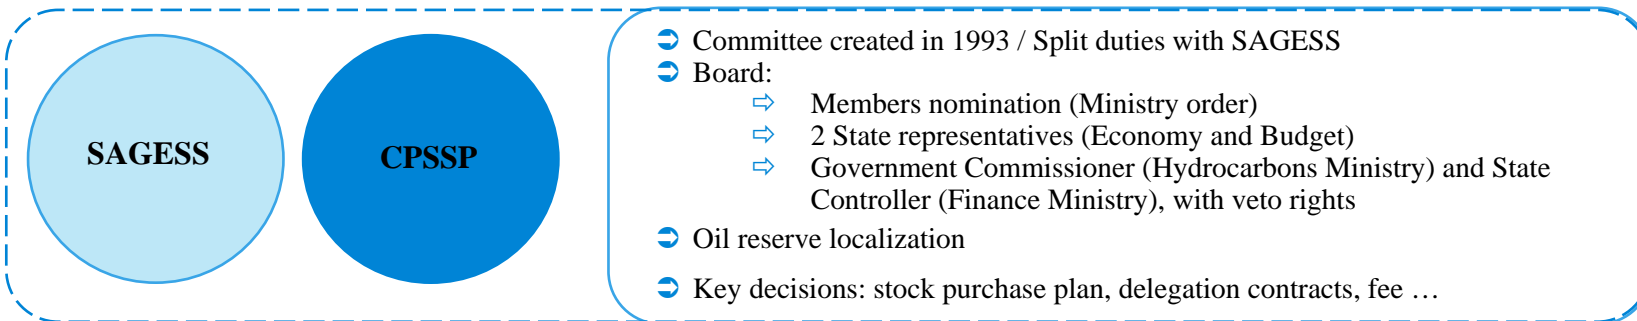 SAGESS
CPSSP
Committee created in 1993 / Split duties with SAGESS
Board:
Members nomination (Ministry order)
2 State representatives (Economy and Budget)
Government Commissioner (Hydrocarbons Ministry) and State
Controller (Finance Ministry), with veto rights
Oil reserve localization
Key decisions: stock purchase plan, delegation contracts, fee …